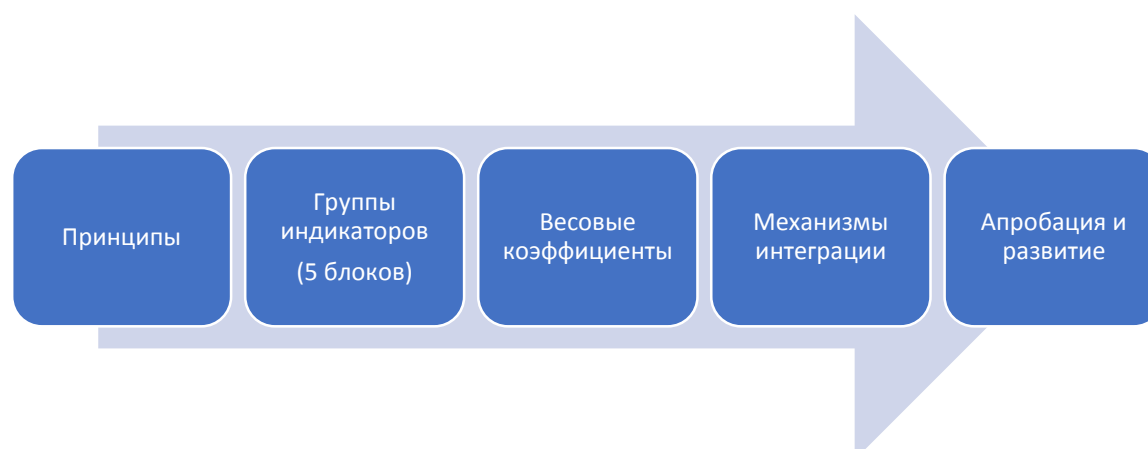 Принципы
Группы
индикаторов
(5 блоков)
Весовые
коэффициенты
Механизмы
интеграции
Апробация и
развитие